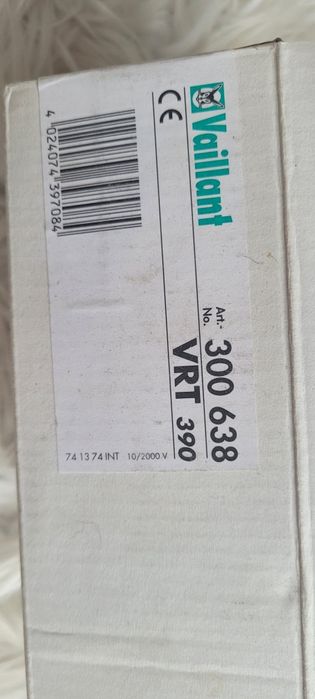 Vaillant
Art.-No. 300 638
CE
VRT 390
4 024074 397084
74 13 74 INT 10/2000 V